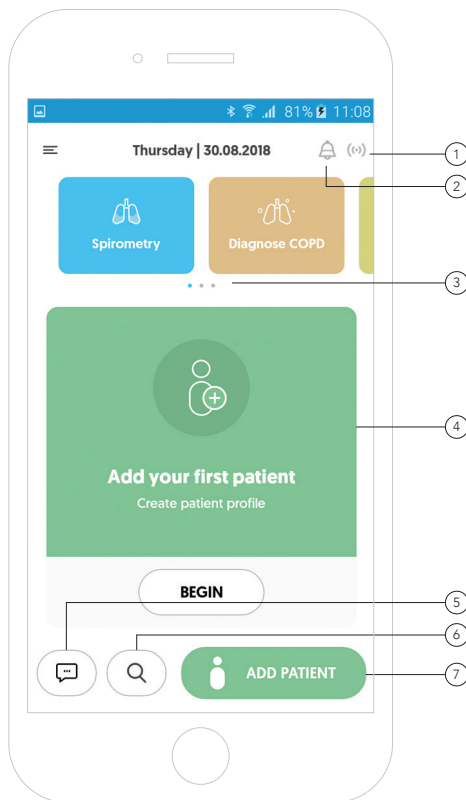 81% 11:08
Thursday | 30.08.2018
1
2
Spirometry
Diagnose COPD
3
4
Add your first patient
Create patient profile
BEGIN
5
6
ADD PATIENT
7